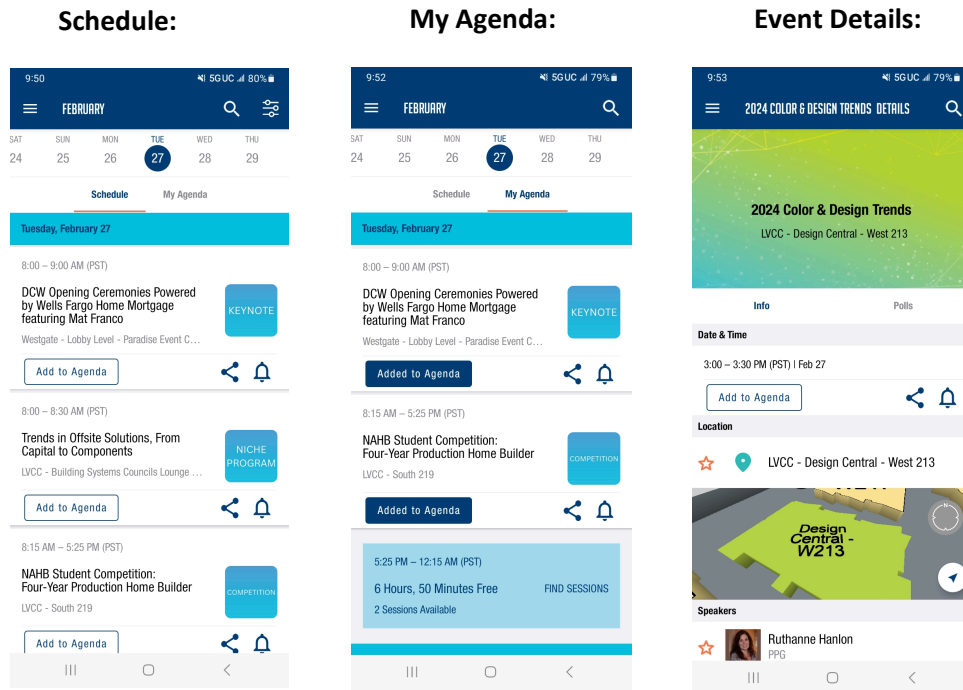 Schedule:
9:50
5G UC
80%
FEBRUARY
SAT SUN MON TUE WED THU
24 25 26 27 28 29
Schedule My Agenda
Tuesday, February 27
8:00 – 9:00 AM (PST)
DCW Opening Ceremonies Powered
by Wells Fargo Home Mortgage
featuring Mat Franco
KEYNOTE
Westgate - Lobby Level - Paradise Event C...
Add to Agenda
8:00 – 8:30 AM (PST)
Trends in Offsite Solutions, From
Capital to Components
NICHE
PROGRAM
LVCC - Building Systems Councils Lounge ...
Add to Agenda
8:15 AM – 5:25 PM (PST)
NAHB Student Competition:
Four-Year Production Home Builder
COMPETITION
LVCC - South 219
Add to Agenda
My Agenda:
9:52
5G UC
79%
FEBRUARY
SAT SUN MON TUE WED THU
24 25 26 27 28 29
Schedule My Agenda
Tuesday, February 27
8:00 – 9:00 AM (PST)
DCW Opening Ceremonies Powered
by Wells Fargo Home Mortgage
featuring Mat Franco
KEYNOTE
Westgate - Lobby Level - Paradise Event C...
Added to Agenda
8:15 AM – 5:25 PM (PST)
NAHB Student Competition:
Four-Year Production Home Builder
COMPETITION
LVCC - South 219
Added to Agenda
5:25 PM – 12:15 AM (PST)
6 Hours, 50 Minutes Free FIND SESSIONS
2 Sessions Available
Event Details:
9:53
5G UC
79%
2024 COLOR & DESIGN TRENDS DETAILS
2024 Color & Design Trends
LVCC - Design Central - West 213
Info Polls
Date & Time
3:00 – 3:30 PM (PST) | Feb 27
Add to Agenda
Location
LVCC - Design Central - West 213
N
Design
Central -
W213
Speakers
Ruthanne Hanlon
PPG